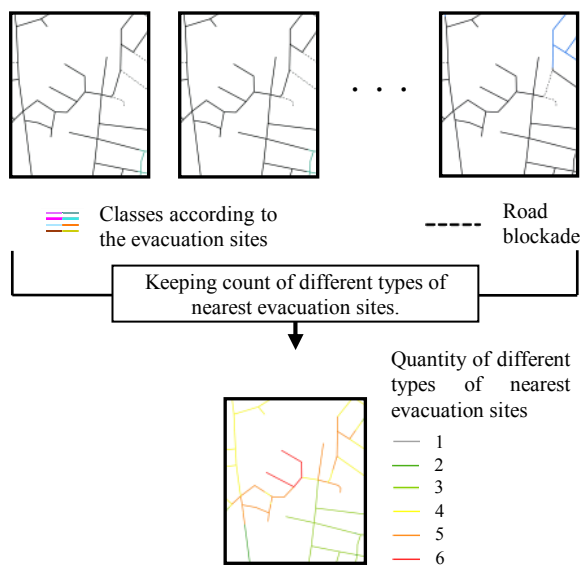 . . .
Classes according to
the evacuation sites
Road
blockade
Keeping count of different types of
nearest evacuation sites.
Quantity of different
types of nearest
evacuation sites
1
2
3
4
5
6